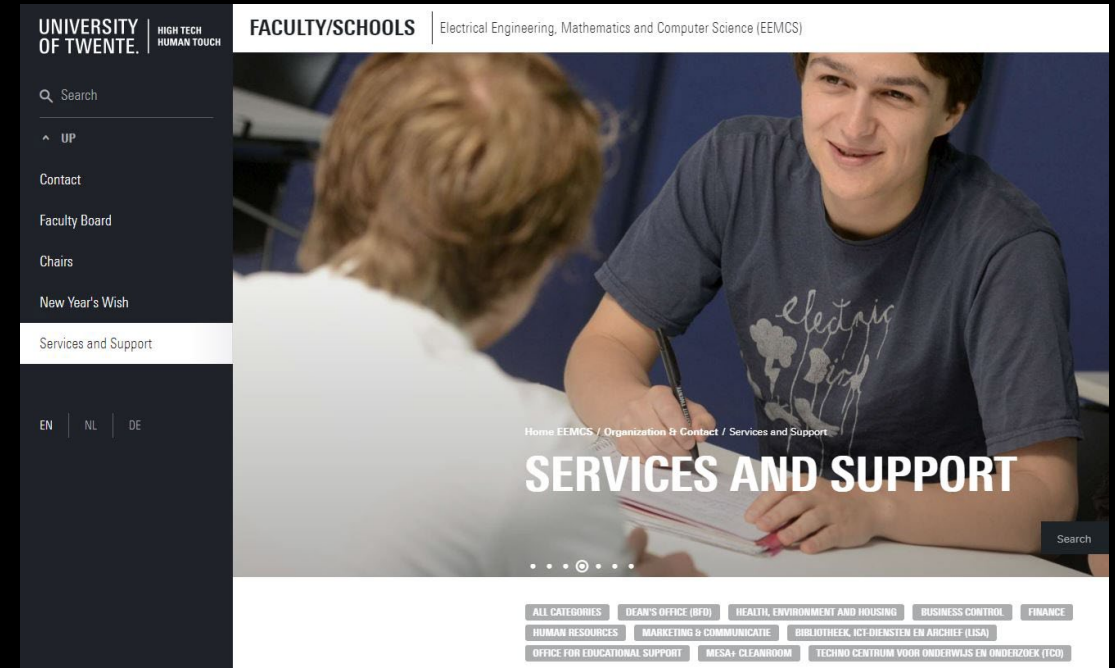 UNIVERSITY
OF TWENTE.
HIGH TECH
HUMAN TOUCH
FACULTY/SCHOOLS
Electrical Engineering, Mathematics and Computer Science (EEMCS)
Search
UP
Contact
Faculty Board
Chairs
New Year's Wish
Services and Support
EN NL DE
electric
Bird
Home EEMCS / Organization & Contact / Services and Support
SERVICES AND SUPPORT
Search
ALL CATEGORIES DEAN'S OFFICE (BFD) HEALTH, ENVIRONMENT AND HOUSING BUSINESS CONTROL FINANCE
HUMAN RESOURCES MARKETING & COMMUNICATIE BIBLIOTHEEK, ICT-DIENSTEN EN ARCHIEF (LISA)
OFFICE FOR EDUCATIONAL SUPPORT MESA+ CLEANROOM TECHNO CENTRUM VOOR ONDERWIJS EN ONDERZOEK (TCO)